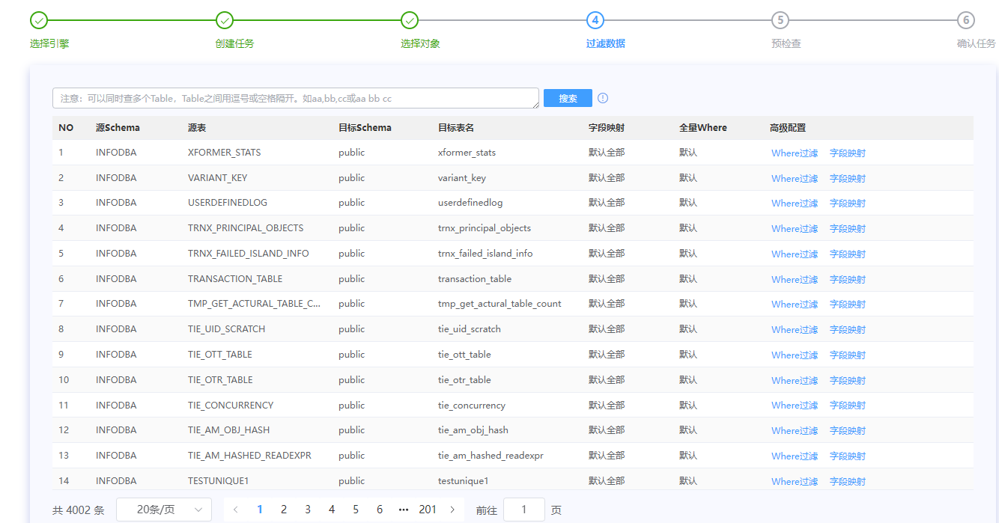 4 5 6
选择引擎 创建任务 选择对象 过滤数据 预检查 确认任务
注意：可以同时查多个Table，Table之间用逗号或空格隔开。如aa,bb,cc或aa bb cc 搜索
NO 源Schema 源表 目标Schema 目标表名 字段映射 全量Where 高级配置
1 INFODBA XFORMER_STATS public xformer_stats 默认全部 默认 Where过滤 字段映射
2 INFODBA VARIANT_KEY public variant_key 默认全部 默认 Where过滤 字段映射
3 INFODBA USERDEFINEDLOG public userdefinedlog 默认全部 默认 Where过滤 字段映射
4 INFODBA TRNX_PRINCIPAL_OBJECTS public trnx_principal_objects 默认全部 默认 Where过滤 字段映射
5 INFODBA TRNX_FAILED_ISLAND_INFO public trnx_failed_island_info 默认全部 默认 Where过滤 字段映射
6 INFODBA TRANSACTION_TABLE public transaction_table 默认全部 默认 Where过滤 字段映射
7 INFODBA TMP_GET_ACTURAL_TABLE_C... public tmp_get_actural_table_count 默认全部 默认 Where过滤 字段映射
8 INFODBA TIE_UID_SCRATCH public tie_uid_scratch 默认全部 默认 Where过滤 字段映射
9 INFODBA TIE_OTT_TABLE public tie_ott_table 默认全部 默认 Where过滤 字段映射
10 INFODBA TIE_OTR_TABLE public tie_otr_table 默认全部 默认 Where过滤 字段映射
11 INFODBA TIE_CONCURRENCY public tie_concurrency 默认全部 默认 Where过滤 字段映射
12 INFODBA TIE_AM_OBJ_HASH public tie_am_obj_hash 默认全部 默认 Where过滤 字段映射
13 INFODBA TIE_AM_HASHED_READEXPR public tie_am_hashed_readexpr 默认全部 默认 Where过滤 字段映射
14 INFODBA TESTUNIQUE1 public testunique1 默认全部 默认 Where过滤 字段映射
共 4002 条 20条/页 < 1 2 3 4 5 6 ••• 201 > 前往 1 页